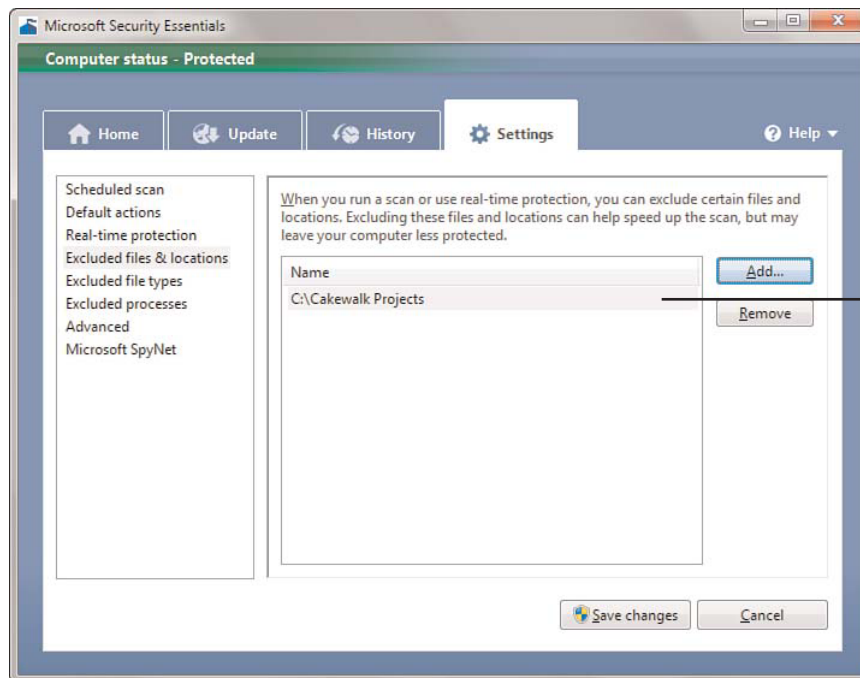 Microsoft Security Essentials
Computer status - Protected
Home
Update
History
Settings
Help
Scheduled scan
Default actions
Real-time protection
Excluded files & locations
Excluded file types
Excluded processes
Advanced
Microsoft SpyNet
When you run a scan or use real-time protection, you can exclude certain files and
locations. Excluding these files and locations can help speed up the scan, but may
leave your computer less protected.
Name
C:\Cakewalk Projects
Add...
Remove
Save changes
Cancel